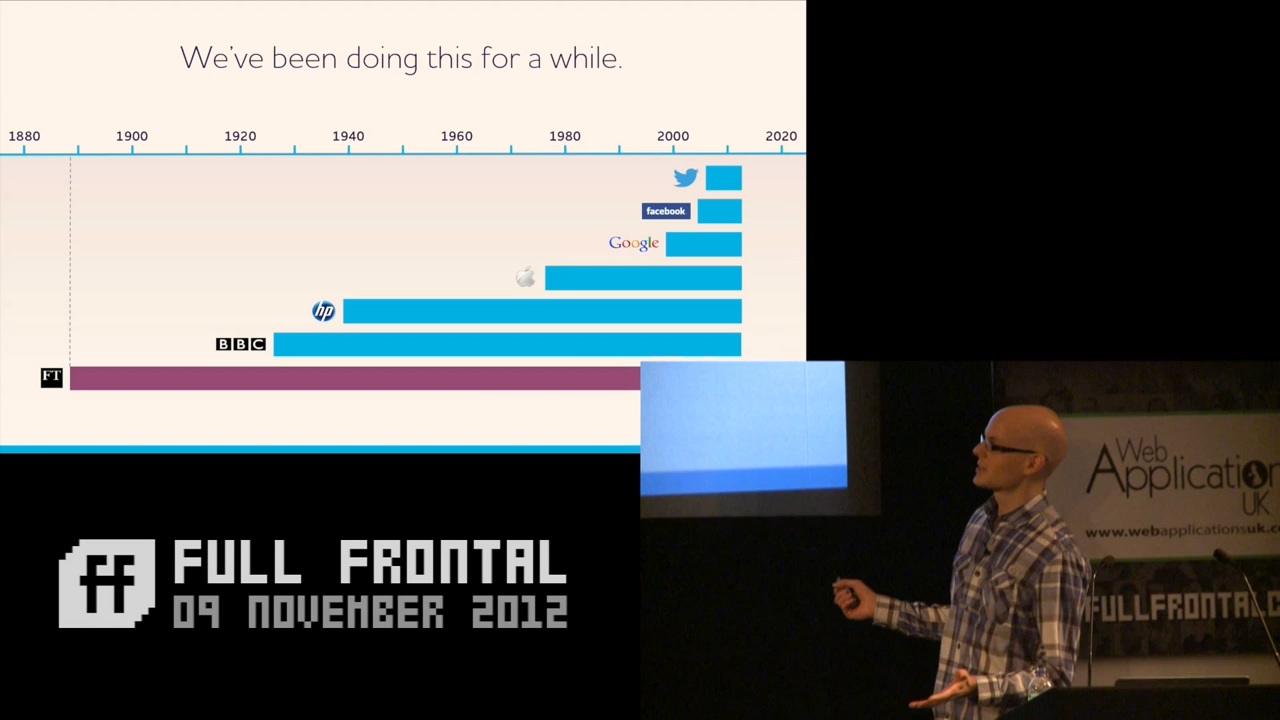 We've been doing this for a while.
1880 1900 1920 1940 1960 1980 2000 2020
facebook
Google
hp
BBC
FT
ff FULL FRONTAL
09 NOVEMBER 2012
Web
Application
UK
www.webapplicationsuk.c
FULLFRONTAL.